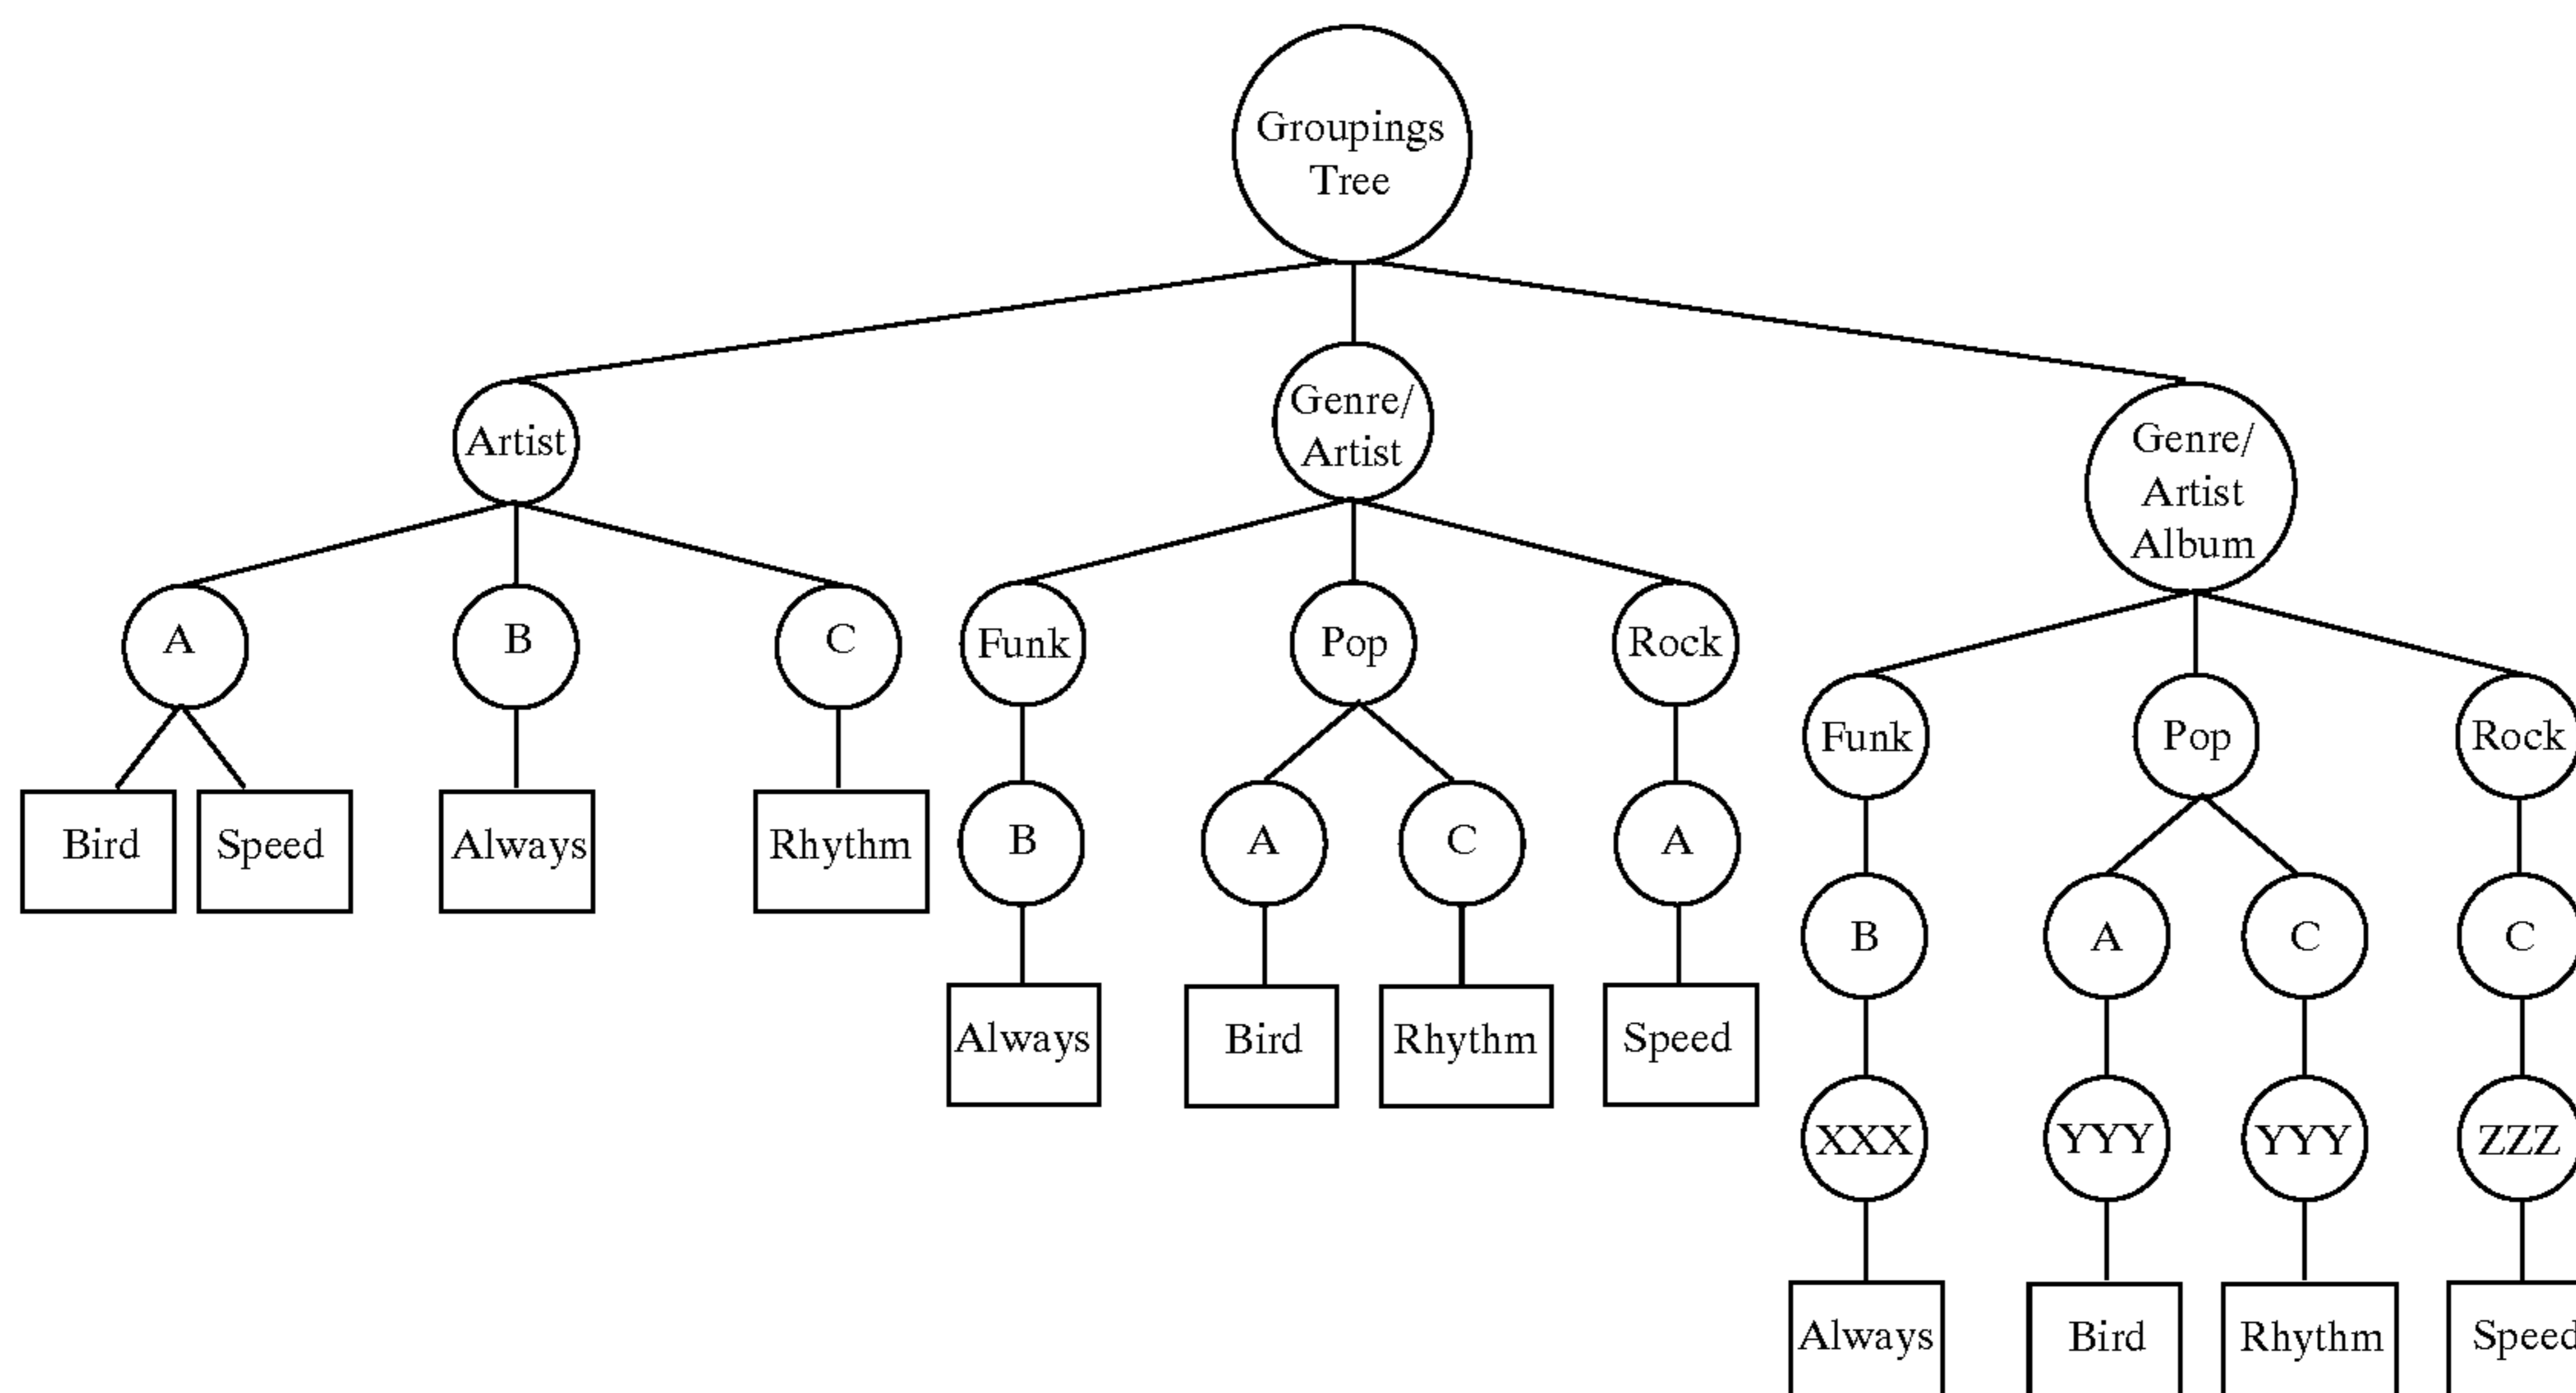 Groupings
Tree
Artist
Genre/
Artist
Genre/
Artist
Album
A
B
C
Funk
Pop
Rock
Funk
Pop
Rock
Bird
Speed
Always
Rhythm
B
A
C
A
B
A
C
C
Always
Bird
Rhythm
Speed
XXX
YYY
YYY
ZZZ
Always
Bird
Rhythm
Speed